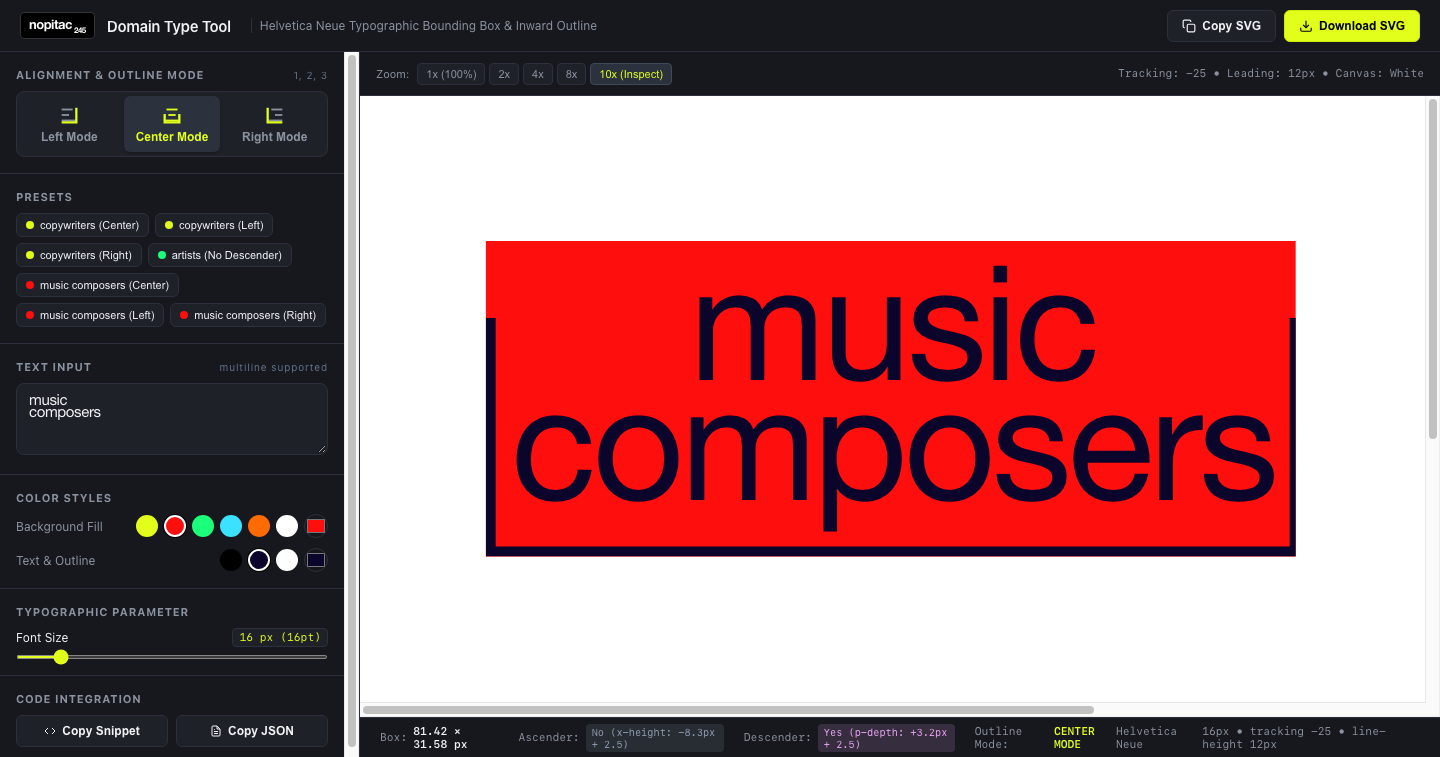 nopitac 245 Domain Type Tool Helvetica Neue Typographic Bounding Box & Inward Outline Copy SVG Download SVG
ALIGNMENT & OUTLINE MODE 1, 2, 3
Left Mode Center Mode Right Mode
PRESETS
copywriters (Center) copywriters (Left)
copywriters (Right) artists (No Descender)
music composers (Center)
music composers (Left) music composers (Right)
TEXT INPUT multiline supported
music
composers
COLOR STYLES
Background Fill
Text & Outline
TYPOGRAPHIC PARAMETER
Font Size 16 px (16pt)
CODE INTEGRATION
Copy Snippet Copy JSON
Zoom: 1x (100%) 2x 4x 8x 10x (Inspect) Tracking: −25 • Leading: 12px • Canvas: White
music
composers
Box: 81.42 × 31.58 px Ascender: No (x-height: −8.3px + 2.5) Descender: Yes (p-depth: +3.2px + 2.5) Outline Mode: CENTER MODE Helvetica Neue 16px • tracking −25 • line-height 12px